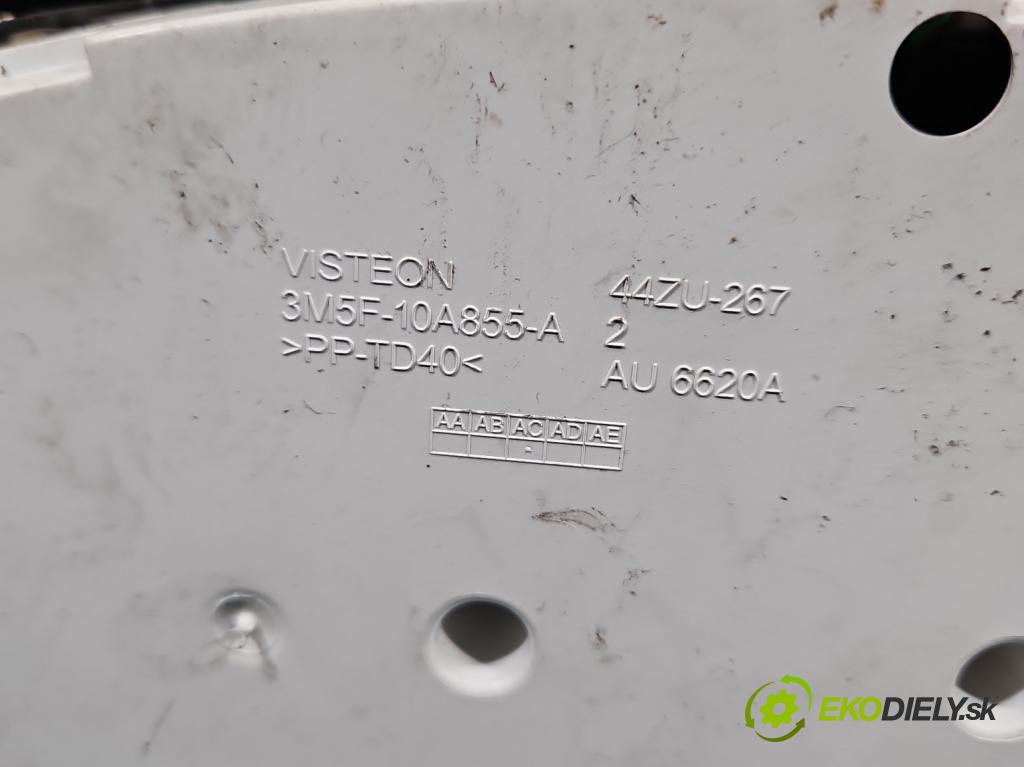 VISTEON
3M5F-10A855-A
>PP-TD40<
44ZU-267
2
AU 6620A
AA AB AC AD AE
EKODIELY.sk